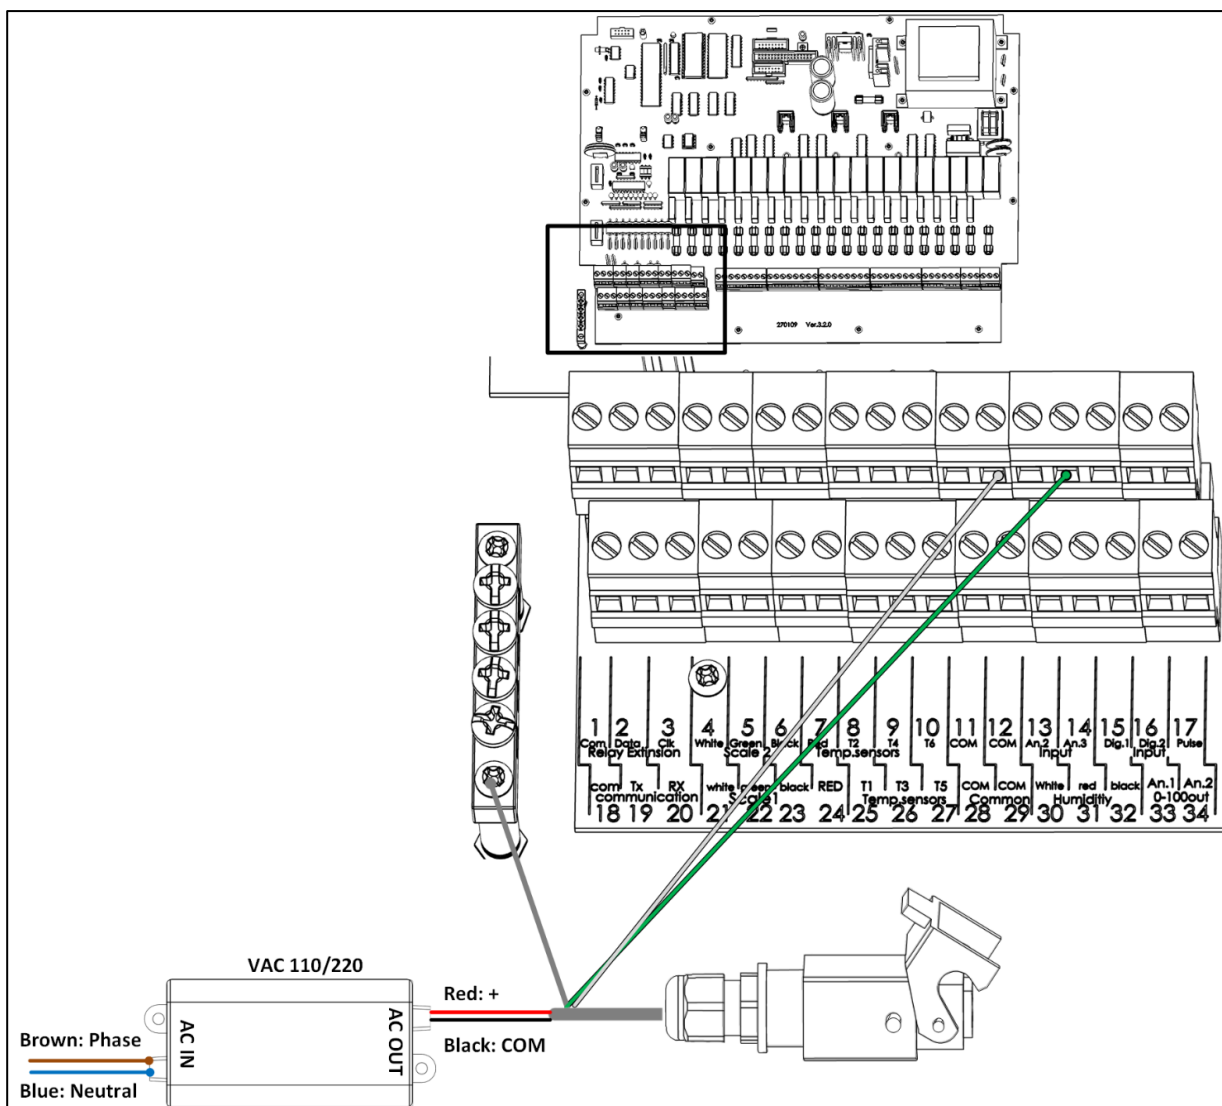 270109 Ver.3.2.0
1 2 3 4 5 6 7 8 9 10 11 12 13 14 15 16 17
Com Data Clk White Green Black Red T2 T4 T6 COM COM An.2 An.3 Dig.1 Dig.2 Pulse
Relay Extinsion Scale 2 Temp.sensors Input Input
com Tx RX white green black RED T1 T3 T5 COM COM White red black An.1 An.2
communication Scale1 Temp.sensors Common Humiditly 0-100out
18 19 20 21 22 23 24 25 26 27 28 29 30 31 32 33 34
VAC 110/220
Red: +
AC IN
AC OUT
Brown: Phase
Black: COM
Blue: Neutral